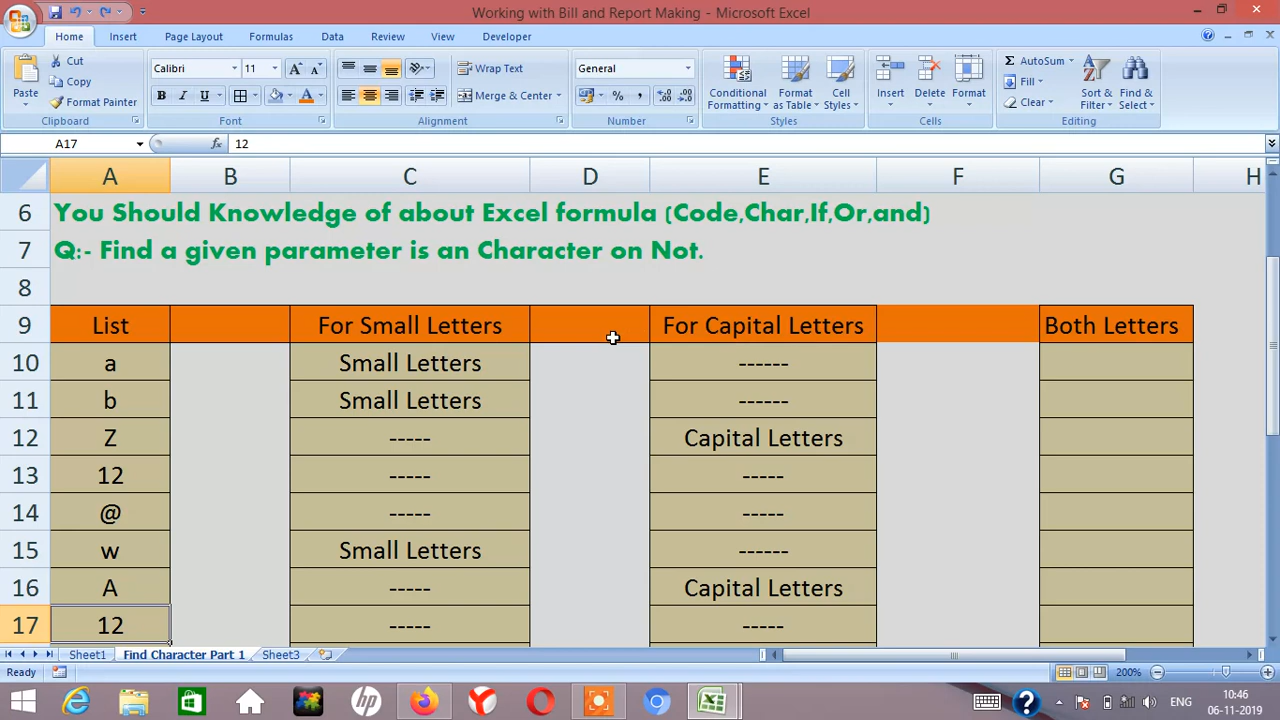 Working with Bill and Report Making - Microsoft Excel
Home Insert Page Layout Formulas Data Review View Developer
Paste Cut Calibri 11 Wrap Text General Conditional Formatting Format as Table Cell Styles Insert Delete Format AutoSum Sort & Filter Find & Select
Copy Fill
Format Painter B I U Merge & Center % , Clear
Clipboard Font Alignment Number Styles Cells Editing
A17 fx 12
A B C D E F G H
6 You Should Knowledge of about Excel formula (Code,Char,If,Or,and)
7 Q:- Find a given parameter is an Character on Not.
8
9 List For Small Letters For Capital Letters Both Letters
10 a Small Letters ------
11 b Small Letters ------
12 Z ----- Capital Letters
13 12 ----- -----
14 @ ----- -----
15 w Small Letters ------
16 A ----- Capital Letters
17 12 ----- -----
Sheet1 Find Character Part 1 Sheet3
Ready 200%
ENG 10:46
06-11-2019